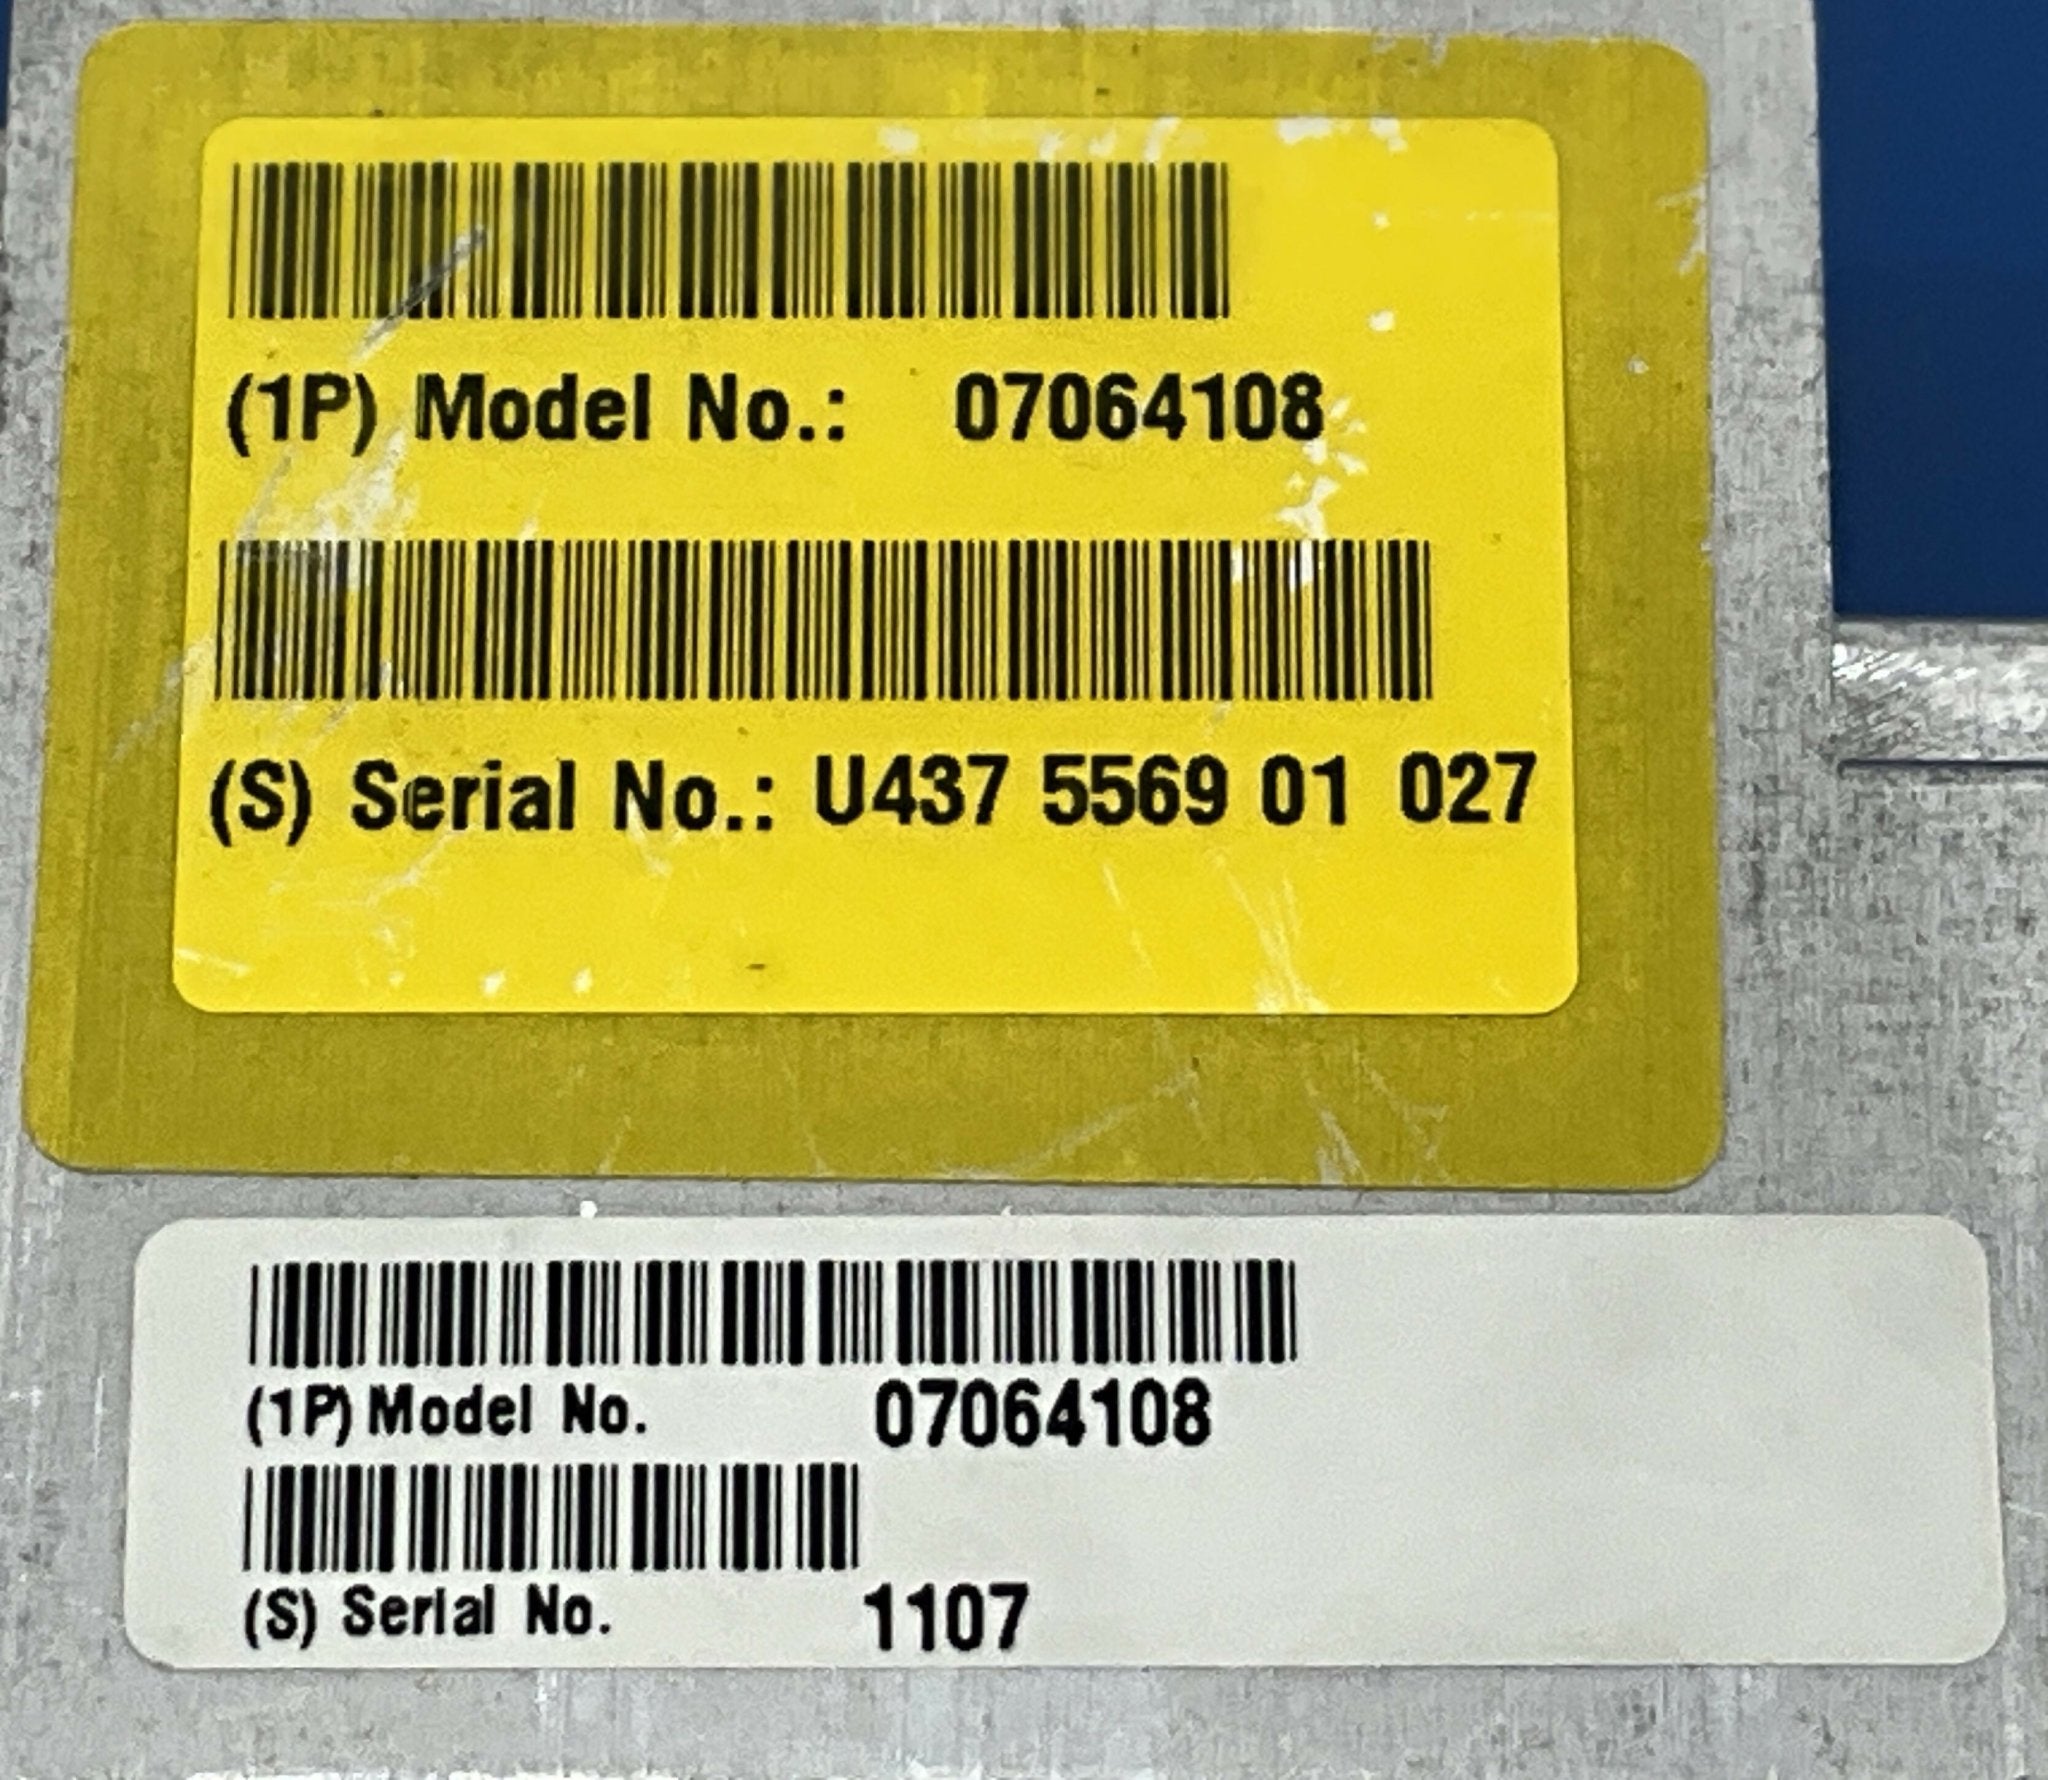 (1P) Model No.: 07064108
(S) Serial No.: U437 5569 01 027
(1P) Model No. 07064108
(S) Serial No. 1107